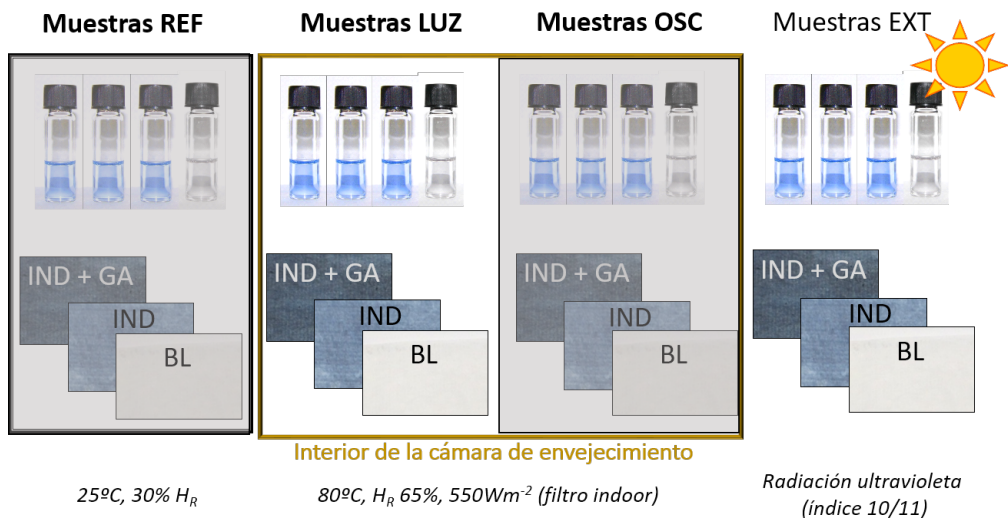 Muestras REF
Muestras LUZ
Muestras OSC
Muestras EXT
IND + GA
IND
BL
IND + GA
IND
BL
IND + GA
IND
BL
IND + GA
IND
BL
Interior de la cámara de envejecimiento
25ºC, 30% H_R
80ºC, H_R 65%, 550Wm⁻² (filtro indoor)
Radiación ultravioleta
(índice 10/11)